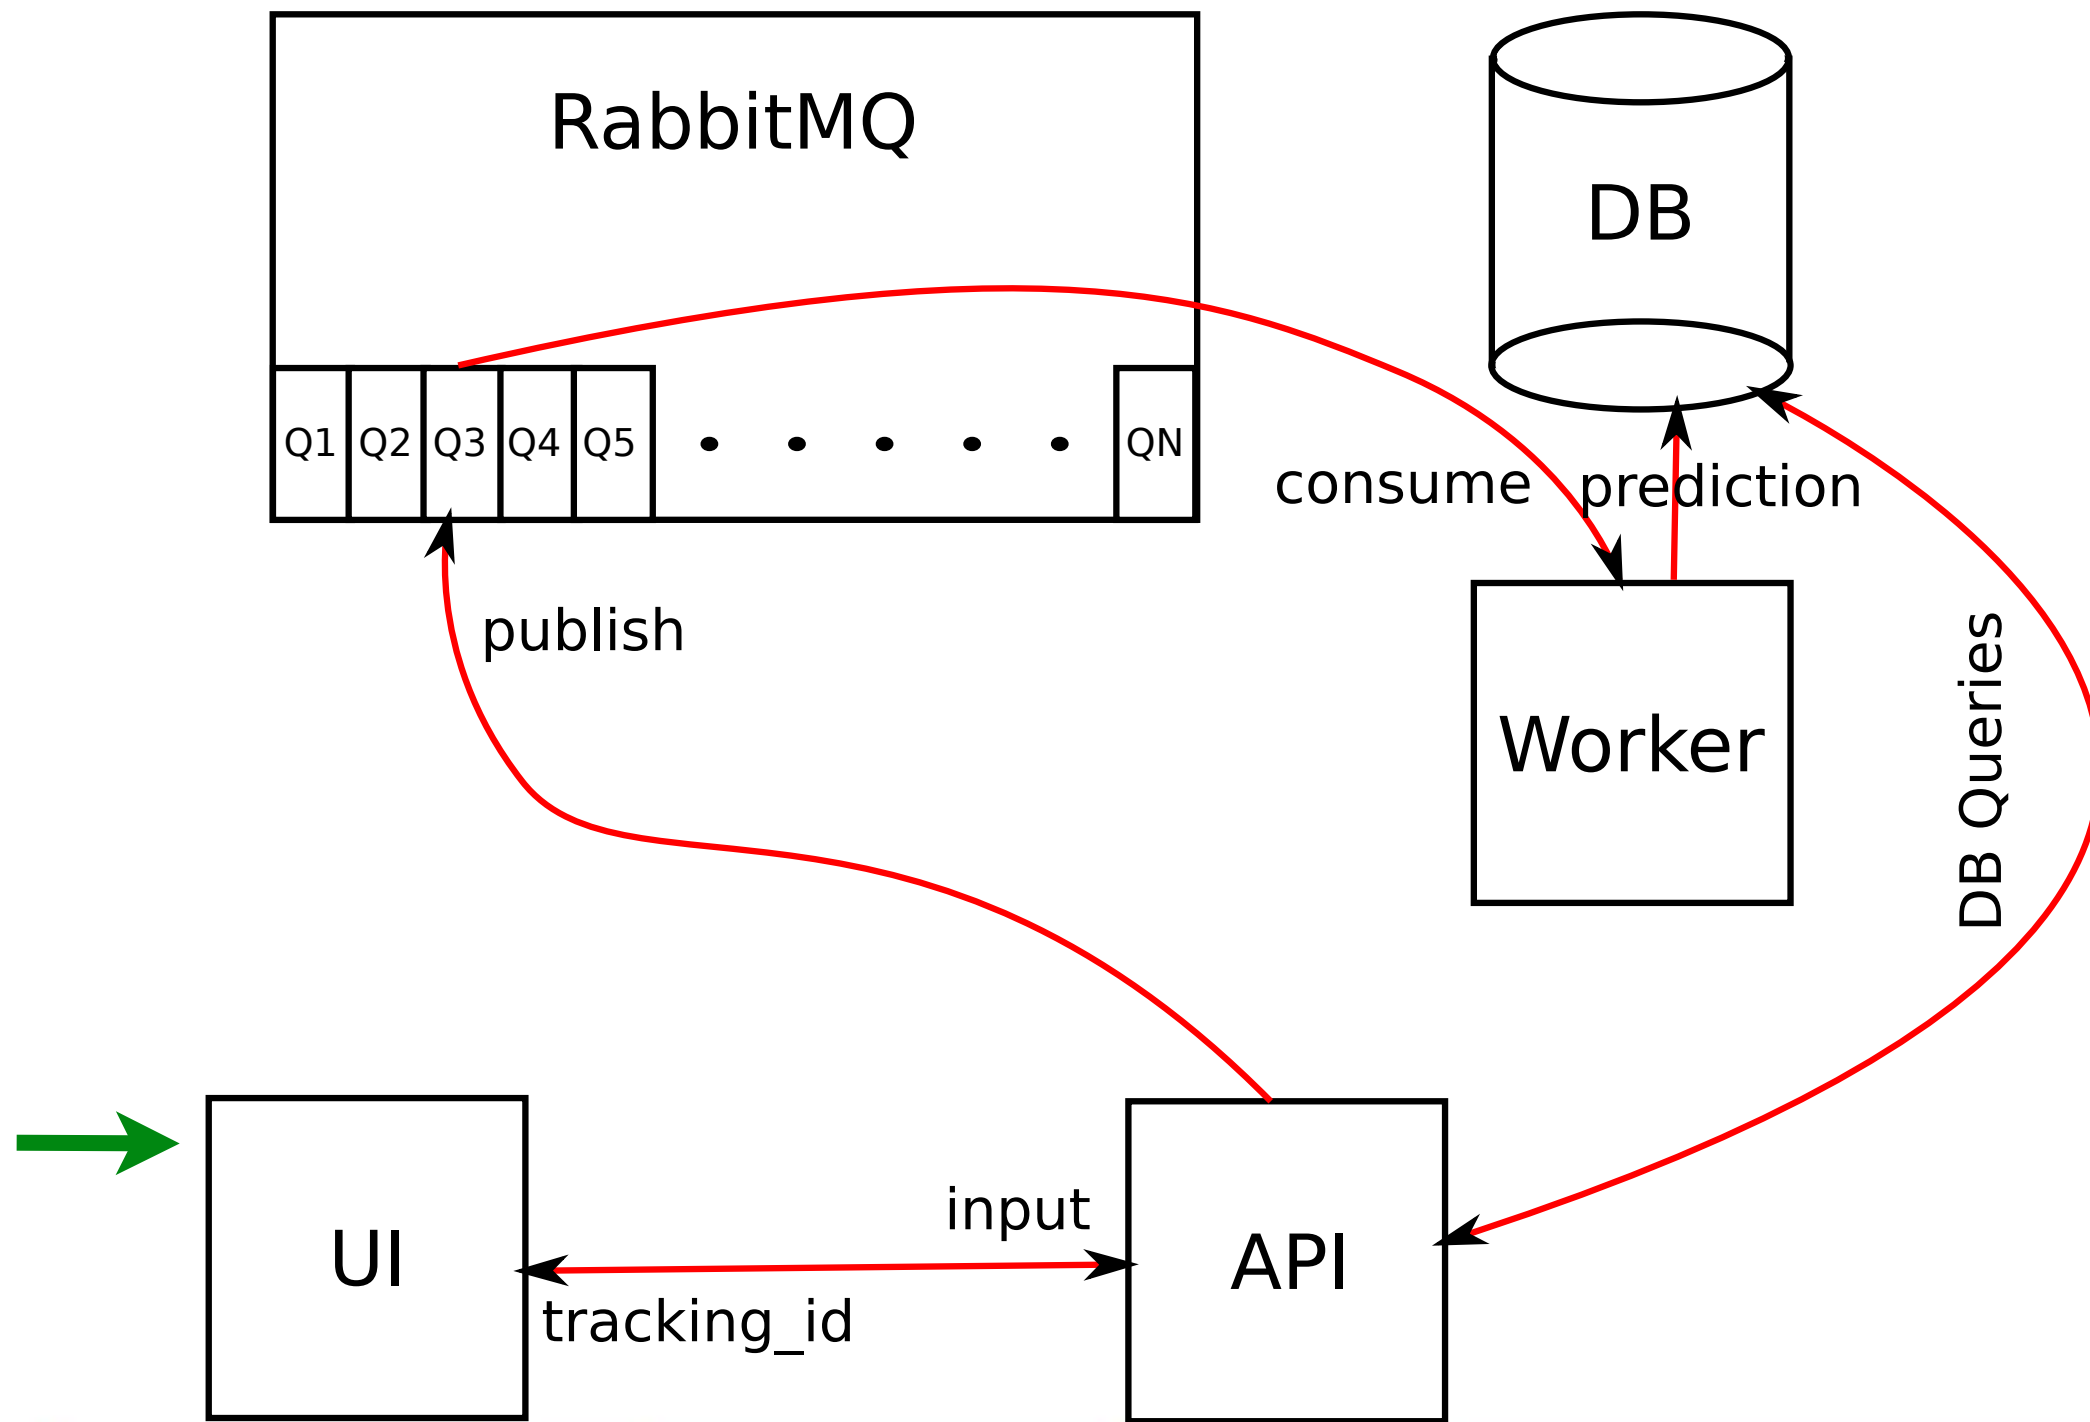 RabbitMQ
DB
Q1 Q2 Q3 Q4 Q5 QN
consume
prediction
publish
Worker
DB Queries
input
UI
API
tracking_id